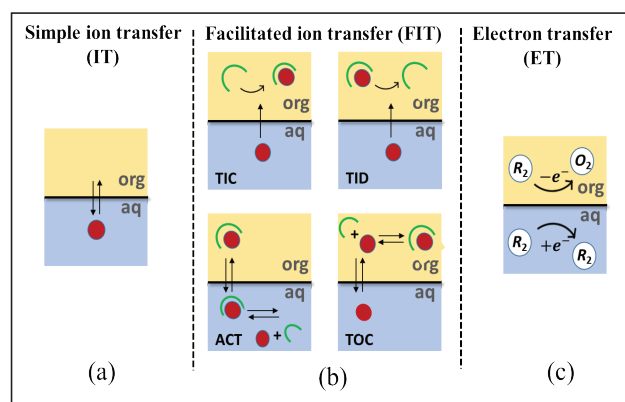 Simple ion transfer
(IT)
Facilitated ion transfer (FIT)
Electron transfer
(ET)
org
aq
TIC
org
aq
TID
org
aq
org
aq
ACT
+
+
org
aq
TOC
R₂
−e⁻
O₂
org
aq
R₂
+e⁻
R₂
(a)
(b)
(c)